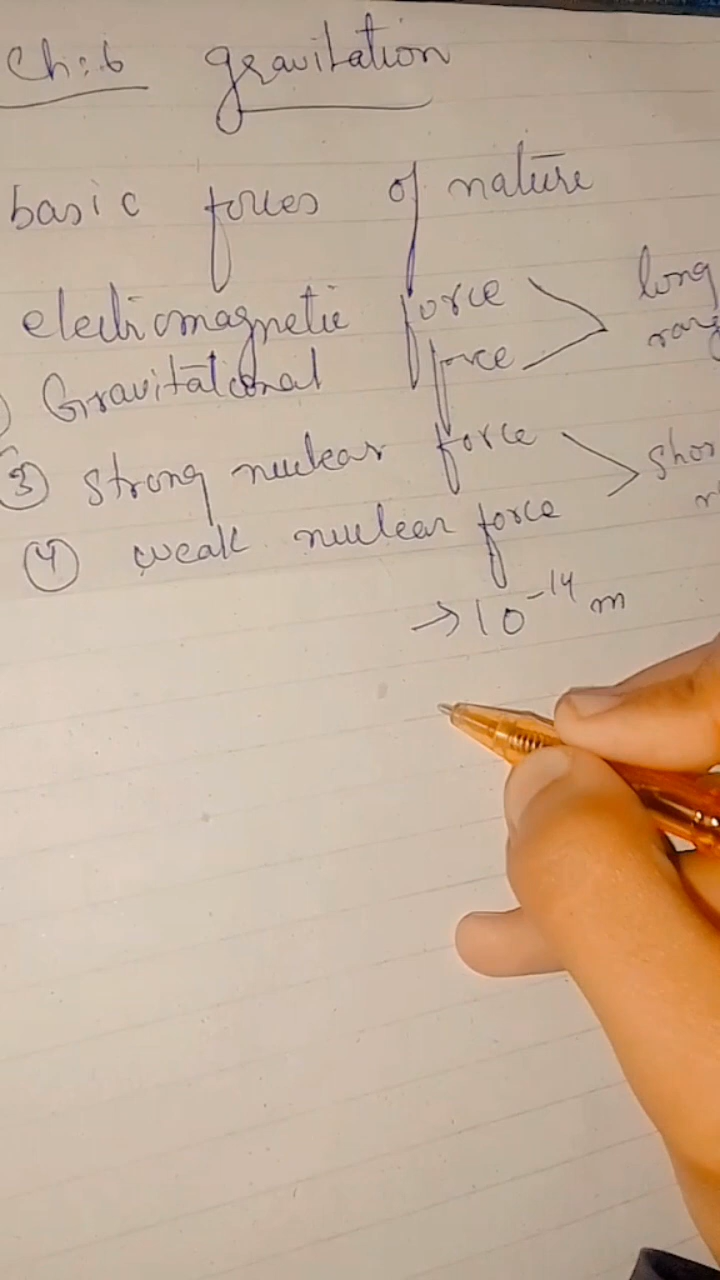 Ch:6 gravitation
basic forces of nature
electromagnetic force long
Gravitational force
③ strong nuclear force
④ weak nuclear force
→ 10⁻¹⁴ m